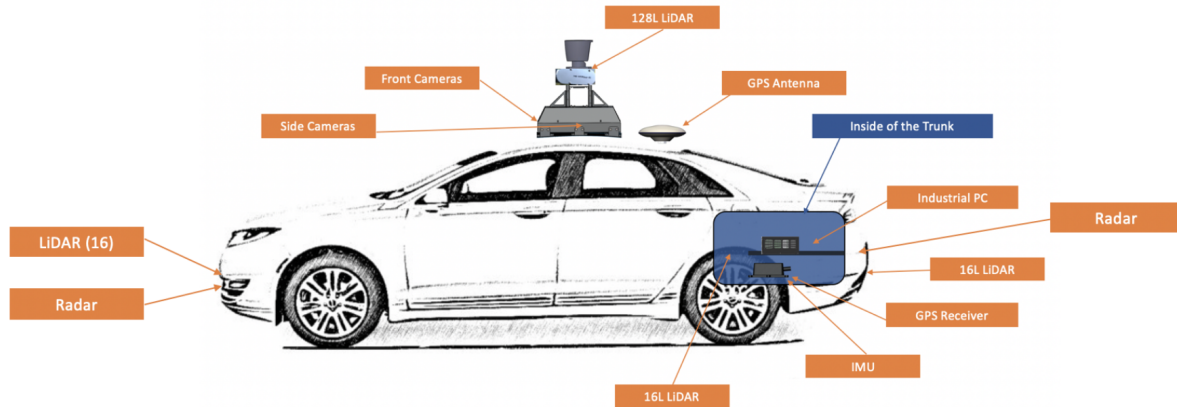 128L LiDAR
Front Cameras
GPS Antenna
Side Cameras
Inside of the Trunk
Industrial PC
Radar
LiDAR (16)
16L LiDAR
Radar
GPS Receiver
IMU
16L LiDAR